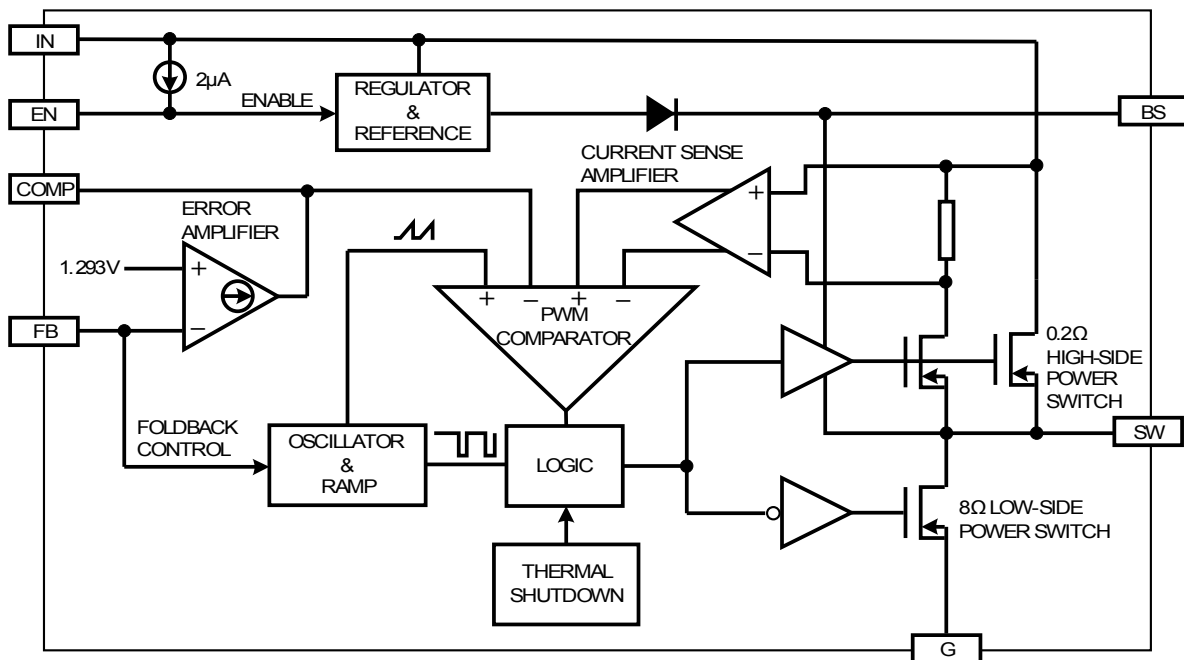 IN
2µA
EN
ENABLE
REGULATOR
&
REFERENCE
BS
CURRENT SENSE
AMPLIFIER
COMP
ERROR
AMPLIFIER
+
−
1.293V
+
−
FB
+ − + −
PWM
COMPARATOR
0.2Ω
HIGH-SIDE
POWER
SWITCH
FOLDBACK
CONTROL
OSCILLATOR
&
RAMP
LOGIC
SW
8Ω LOW-SIDE
POWER SWITCH
THERMAL
SHUTDOWN
G